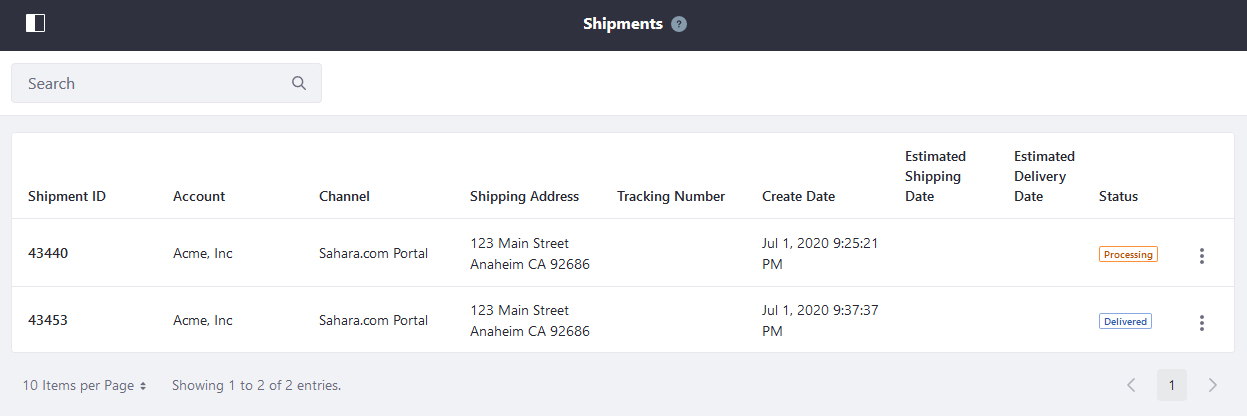 Shipments ?
Search
Shipment ID Account Channel Shipping Address Tracking Number Create Date Estimated Shipping Date Estimated Delivery Date Status
43440 Acme, Inc Sahara.com Portal 123 Main Street Anaheim CA 92686 Jul 1, 2020 9:25:21 PM Processing
43453 Acme, Inc Sahara.com Portal 123 Main Street Anaheim CA 92686 Jul 1, 2020 9:37:37 PM Delivered
10 Items per Page Showing 1 to 2 of 2 entries. 1